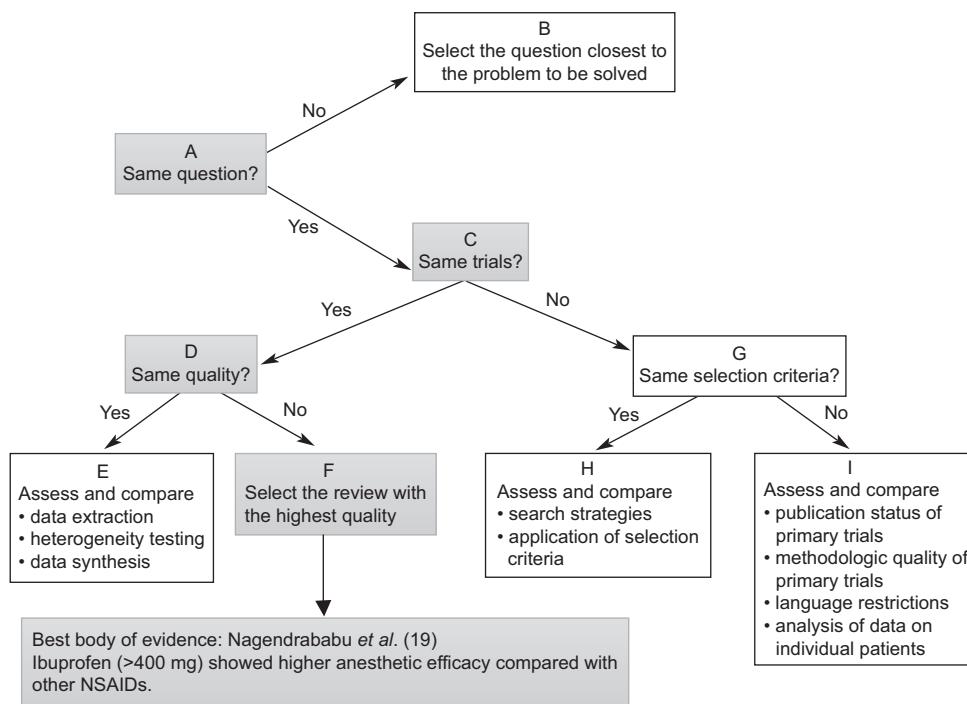 B
Select the question closest to
the problem to be solved
No
A
Same question?
Yes
C
Same trials?
Yes
No
D
Same quality?
G
Same selection criteria?
Yes
No
Yes
No
E
Assess and compare
• data extraction
• heterogeneity testing
• data synthesis
F
Select the review with
the highest quality
H
Assess and compare
• search strategies
• application of selection
criteria
I
Assess and compare
• publication status of
primary trials
• methodologic quality of
primary trials
• language restrictions
• analysis of data on
individual patients
Best body of evidence: Nagendrababu et al. (19)
Ibuprofen (>400 mg) showed higher anesthetic efficacy compared with
other NSAIDs.